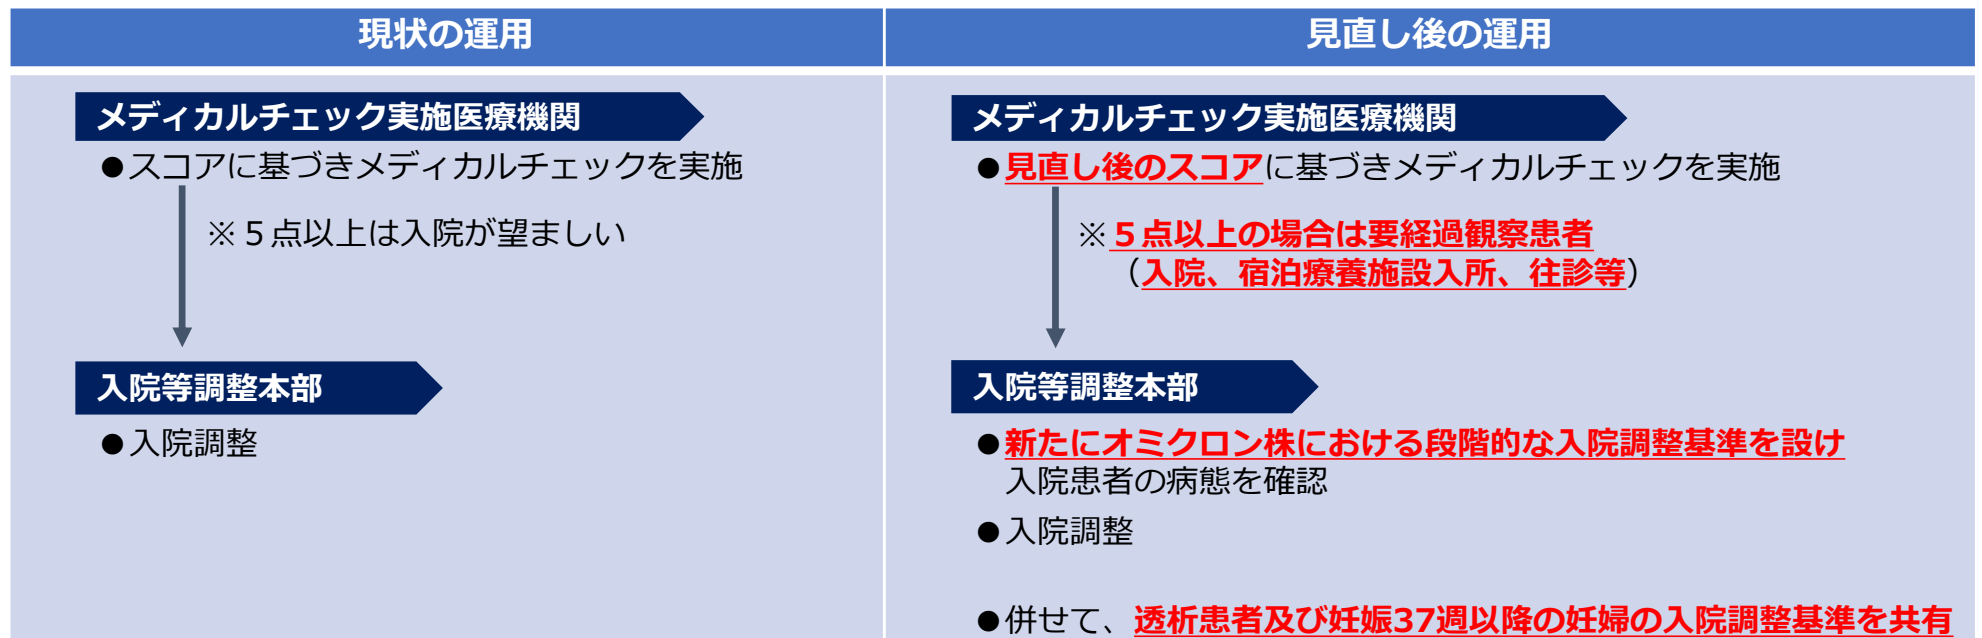 現状の運用
メディカルチェック実施医療機関
●スコアに基づきメディカルチェックを実施
※５点以上は入院が望ましい
入院等調整本部
●入院調整
見直し後の運用
メディカルチェック実施医療機関
●見直し後のスコアに基づきメディカルチェックを実施
※５点以上の場合は要経過観察患者
（入院、宿泊療養施設入所、往診等）
入院等調整本部
●新たにオミクロン株における段階的な入院調整基準を設け
入院患者の病態を確認
●入院調整
●併せて、透析患者及び妊娠37週以降の妊婦の入院調整基準を共有